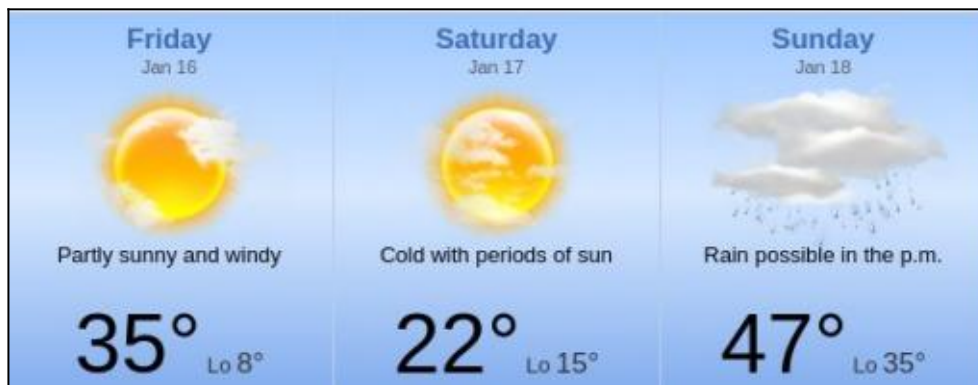 Friday
Jan 16
Partly sunny and windy
35° Lo 8°
Saturday
Jan 17
Cold with periods of sun
22° Lo 15°
Sunday
Jan 18
Rain possible in the p.m.
47° Lo 35°